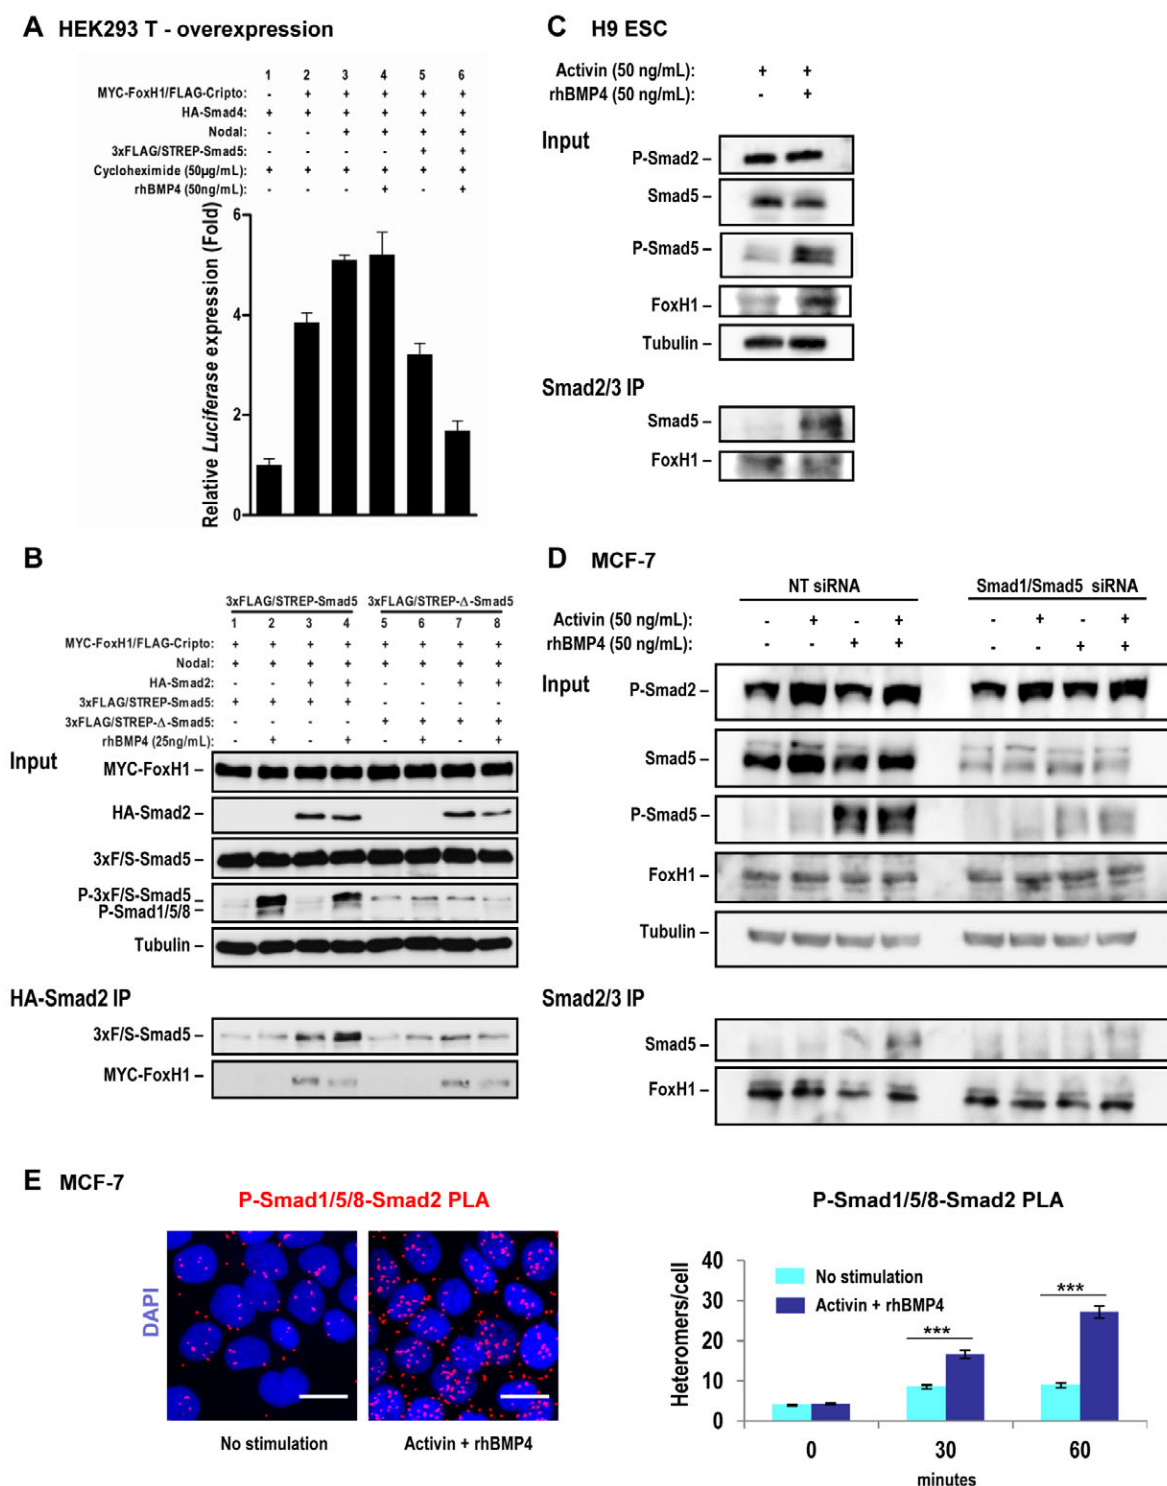 A HEK293 T - overexpression
1 2 3 4 5 6
MYC-FoxH1/FLAG-Cripto: - + + + + +
HA-Smad4: + + + + + +
Nodal: - - + + + +
3xFLAG/STREP-Smad5: - - - - + +
Cycloheximide (50µg/mL): + + + + + +
rhBMP4 (50ng/mL): - - - + - +
Relative Luciferase expression (Fold)
6
4
2
0
B
3xFLAG/STREP-Smad5 3xFLAG/STREP-Δ-Smad5
1 2 3 4 5 6 7 8
MYC-FoxH1/FLAG-Cripto: + + + + + + + +
Nodal: + + + + + + + +
HA-Smad2: - - + + - - + +
3xFLAG/STREP-Smad5: + + + + - - - -
3xFLAG/STREP-Δ-Smad5: - - - - + + + +
rhBMP4 (25ng/mL): - + - + - + - +
Input
MYC-FoxH1 –
HA-Smad2 –
3xF/S-Smad5 –
P-3xF/S-Smad5 –
P-Smad1/5/8 –
Tubulin –
HA-Smad2 IP
3xF/S-Smad5 –
MYC-FoxH1 –
C H9 ESC
Activin (50 ng/mL): + +
rhBMP4 (50 ng/mL): - +
Input
P-Smad2 –
Smad5 –
P-Smad5 –
FoxH1 –
Tubulin –
Smad2/3 IP
Smad5 –
FoxH1 –
D MCF-7
NT siRNA Smad1/Smad5 siRNA
Activin (50 ng/mL): - + - + - + - +
rhBMP4 (50 ng/mL): - - + + - - + +
Input
P-Smad2 –
Smad5 –
P-Smad5 –
FoxH1 –
Tubulin –
Smad2/3 IP
Smad5 –
FoxH1 –
E MCF-7
P-Smad1/5/8-Smad2 PLA
DAPI
No stimulation Activin + rhBMP4
P-Smad1/5/8-Smad2 PLA
Heteromers/cell
40
30
20
10
0
No stimulation
Activin + rhBMP4
*** ***
0 30 60
minutes